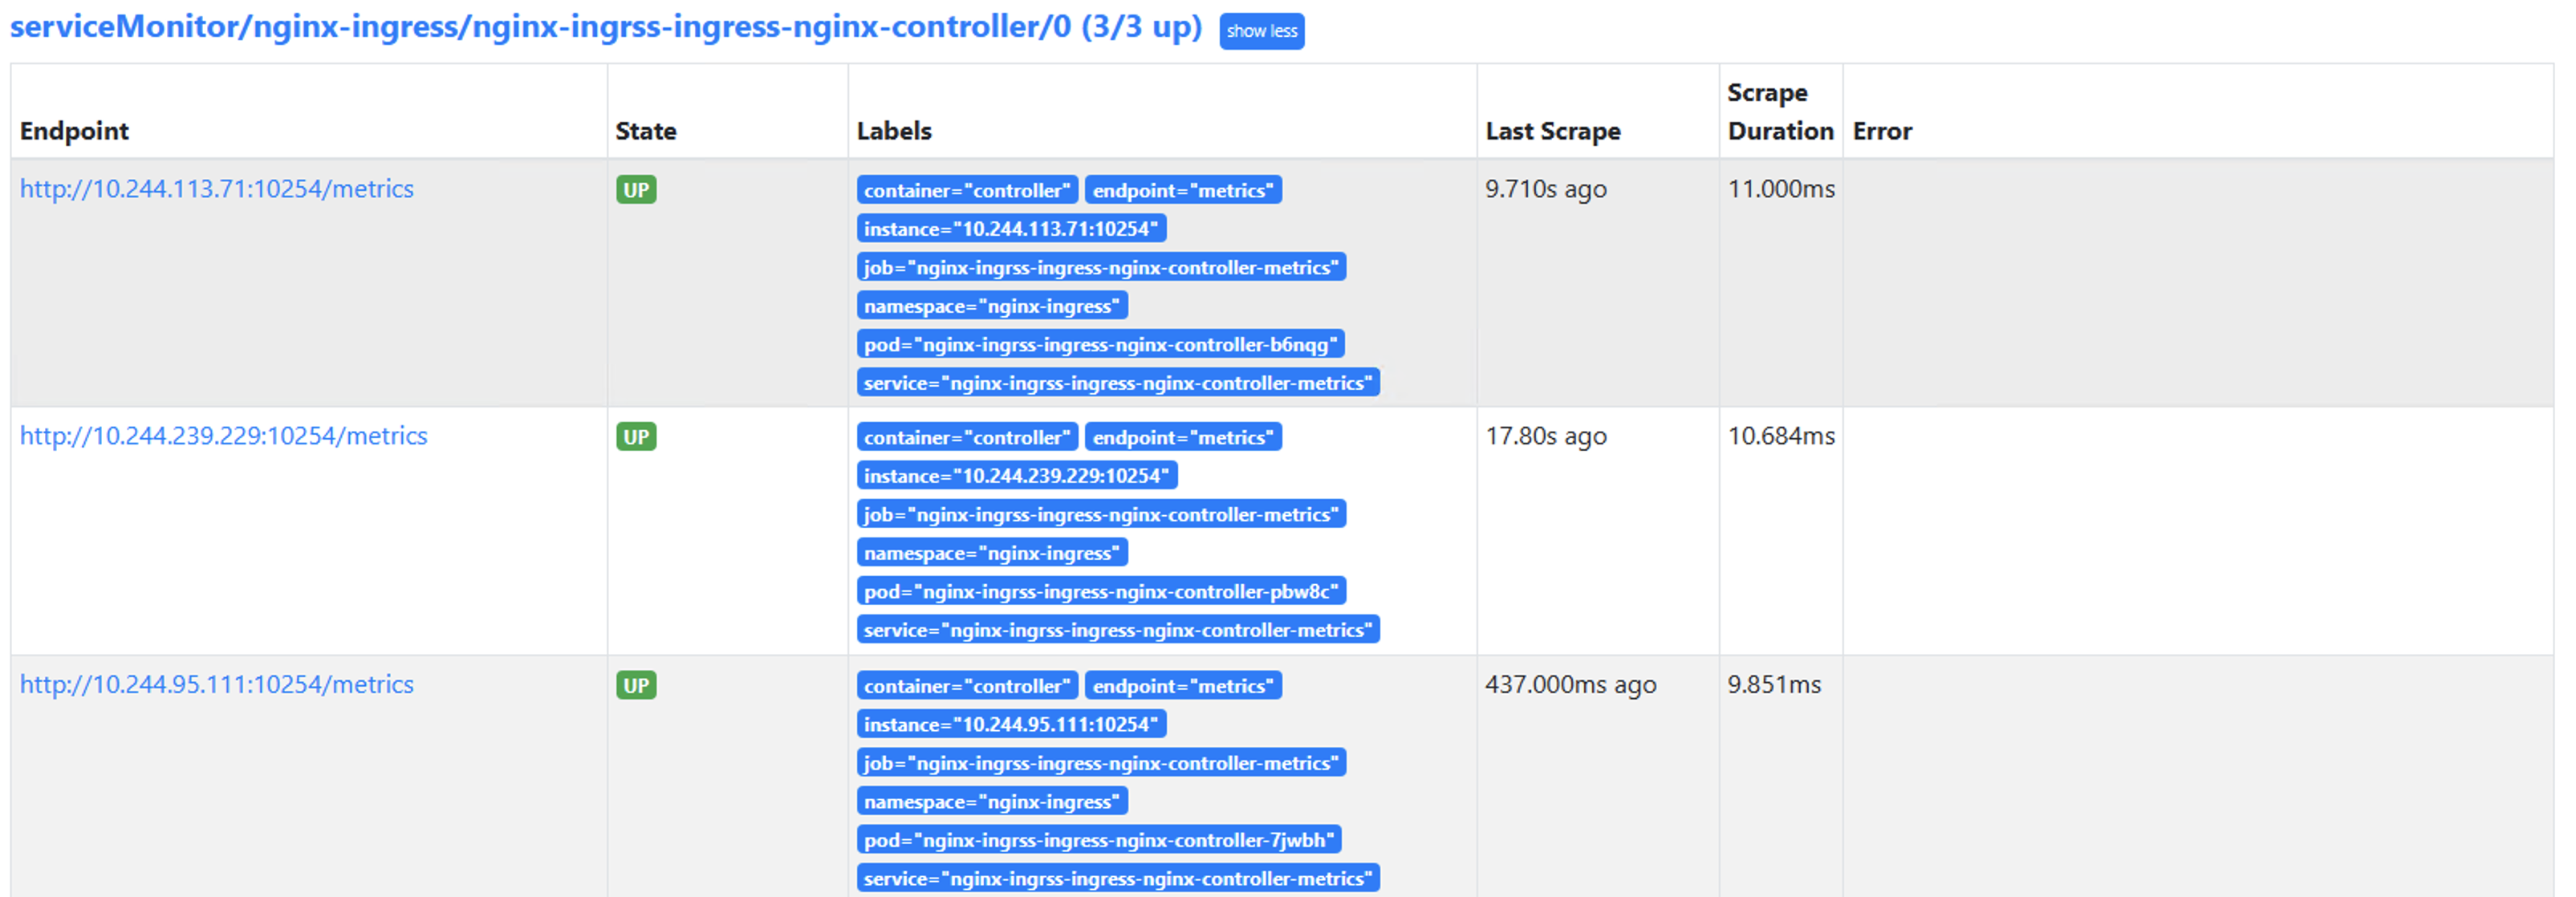 serviceMonitor/nginx-ingress/nginx-ingrss-ingress-nginx-controller/0 (3/3 up) show less
Endpoint State Labels Last Scrape Scrape Duration Error
http://10.244.113.71:10254/metrics UP container="controller" endpoint="metrics" 9.710s ago 11.000ms
instance="10.244.113.71:10254"
job="nginx-ingrss-ingress-nginx-controller-metrics"
namespace="nginx-ingress"
pod="nginx-ingrss-ingress-nginx-controller-b6nqg"
service="nginx-ingrss-ingress-nginx-controller-metrics"
http://10.244.239.229:10254/metrics UP container="controller" endpoint="metrics" 17.80s ago 10.684ms
instance="10.244.239.229:10254"
job="nginx-ingrss-ingress-nginx-controller-metrics"
namespace="nginx-ingress"
pod="nginx-ingrss-ingress-nginx-controller-pbw8c"
service="nginx-ingrss-ingress-nginx-controller-metrics"
http://10.244.95.111:10254/metrics UP container="controller" endpoint="metrics" 437.000ms ago 9.851ms
instance="10.244.95.111:10254"
job="nginx-ingrss-ingress-nginx-controller-metrics"
namespace="nginx-ingress"
pod="nginx-ingrss-ingress-nginx-controller-7jwbh"
service="nginx-ingrss-ingress-nginx-controller-metrics"